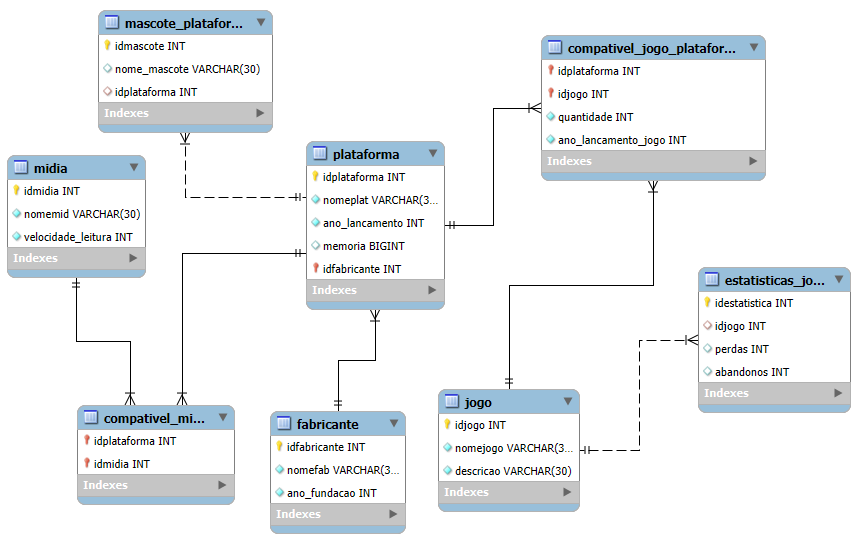 mascote_platafor...
idmascote INT
nome_mascote VARCHAR(30)
idplataforma INT
Indexes
compativel_jogo_platafor...
idplataforma INT
idjogo INT
quantidade INT
ano_lancamento_jogo INT
Indexes
midia
idmidia INT
nomemid VARCHAR(30)
velocidade_leitura INT
Indexes
plataforma
idplataforma INT
nomeplat VARCHAR(3...
ano_lancamento INT
memoria BIGINT
idfabricante INT
Indexes
estatisticas_jo...
idestatistica INT
idjogo INT
perdas INT
abandonos INT
Indexes
compativel_mi...
idplataforma INT
idmidia INT
Indexes
fabricante
idfabricante INT
nomefab VARCHAR(3...
ano_fundacao INT
Indexes
jogo
idjogo INT
nomejogo VARCHAR(3...
descricao VARCHAR(30)
Indexes